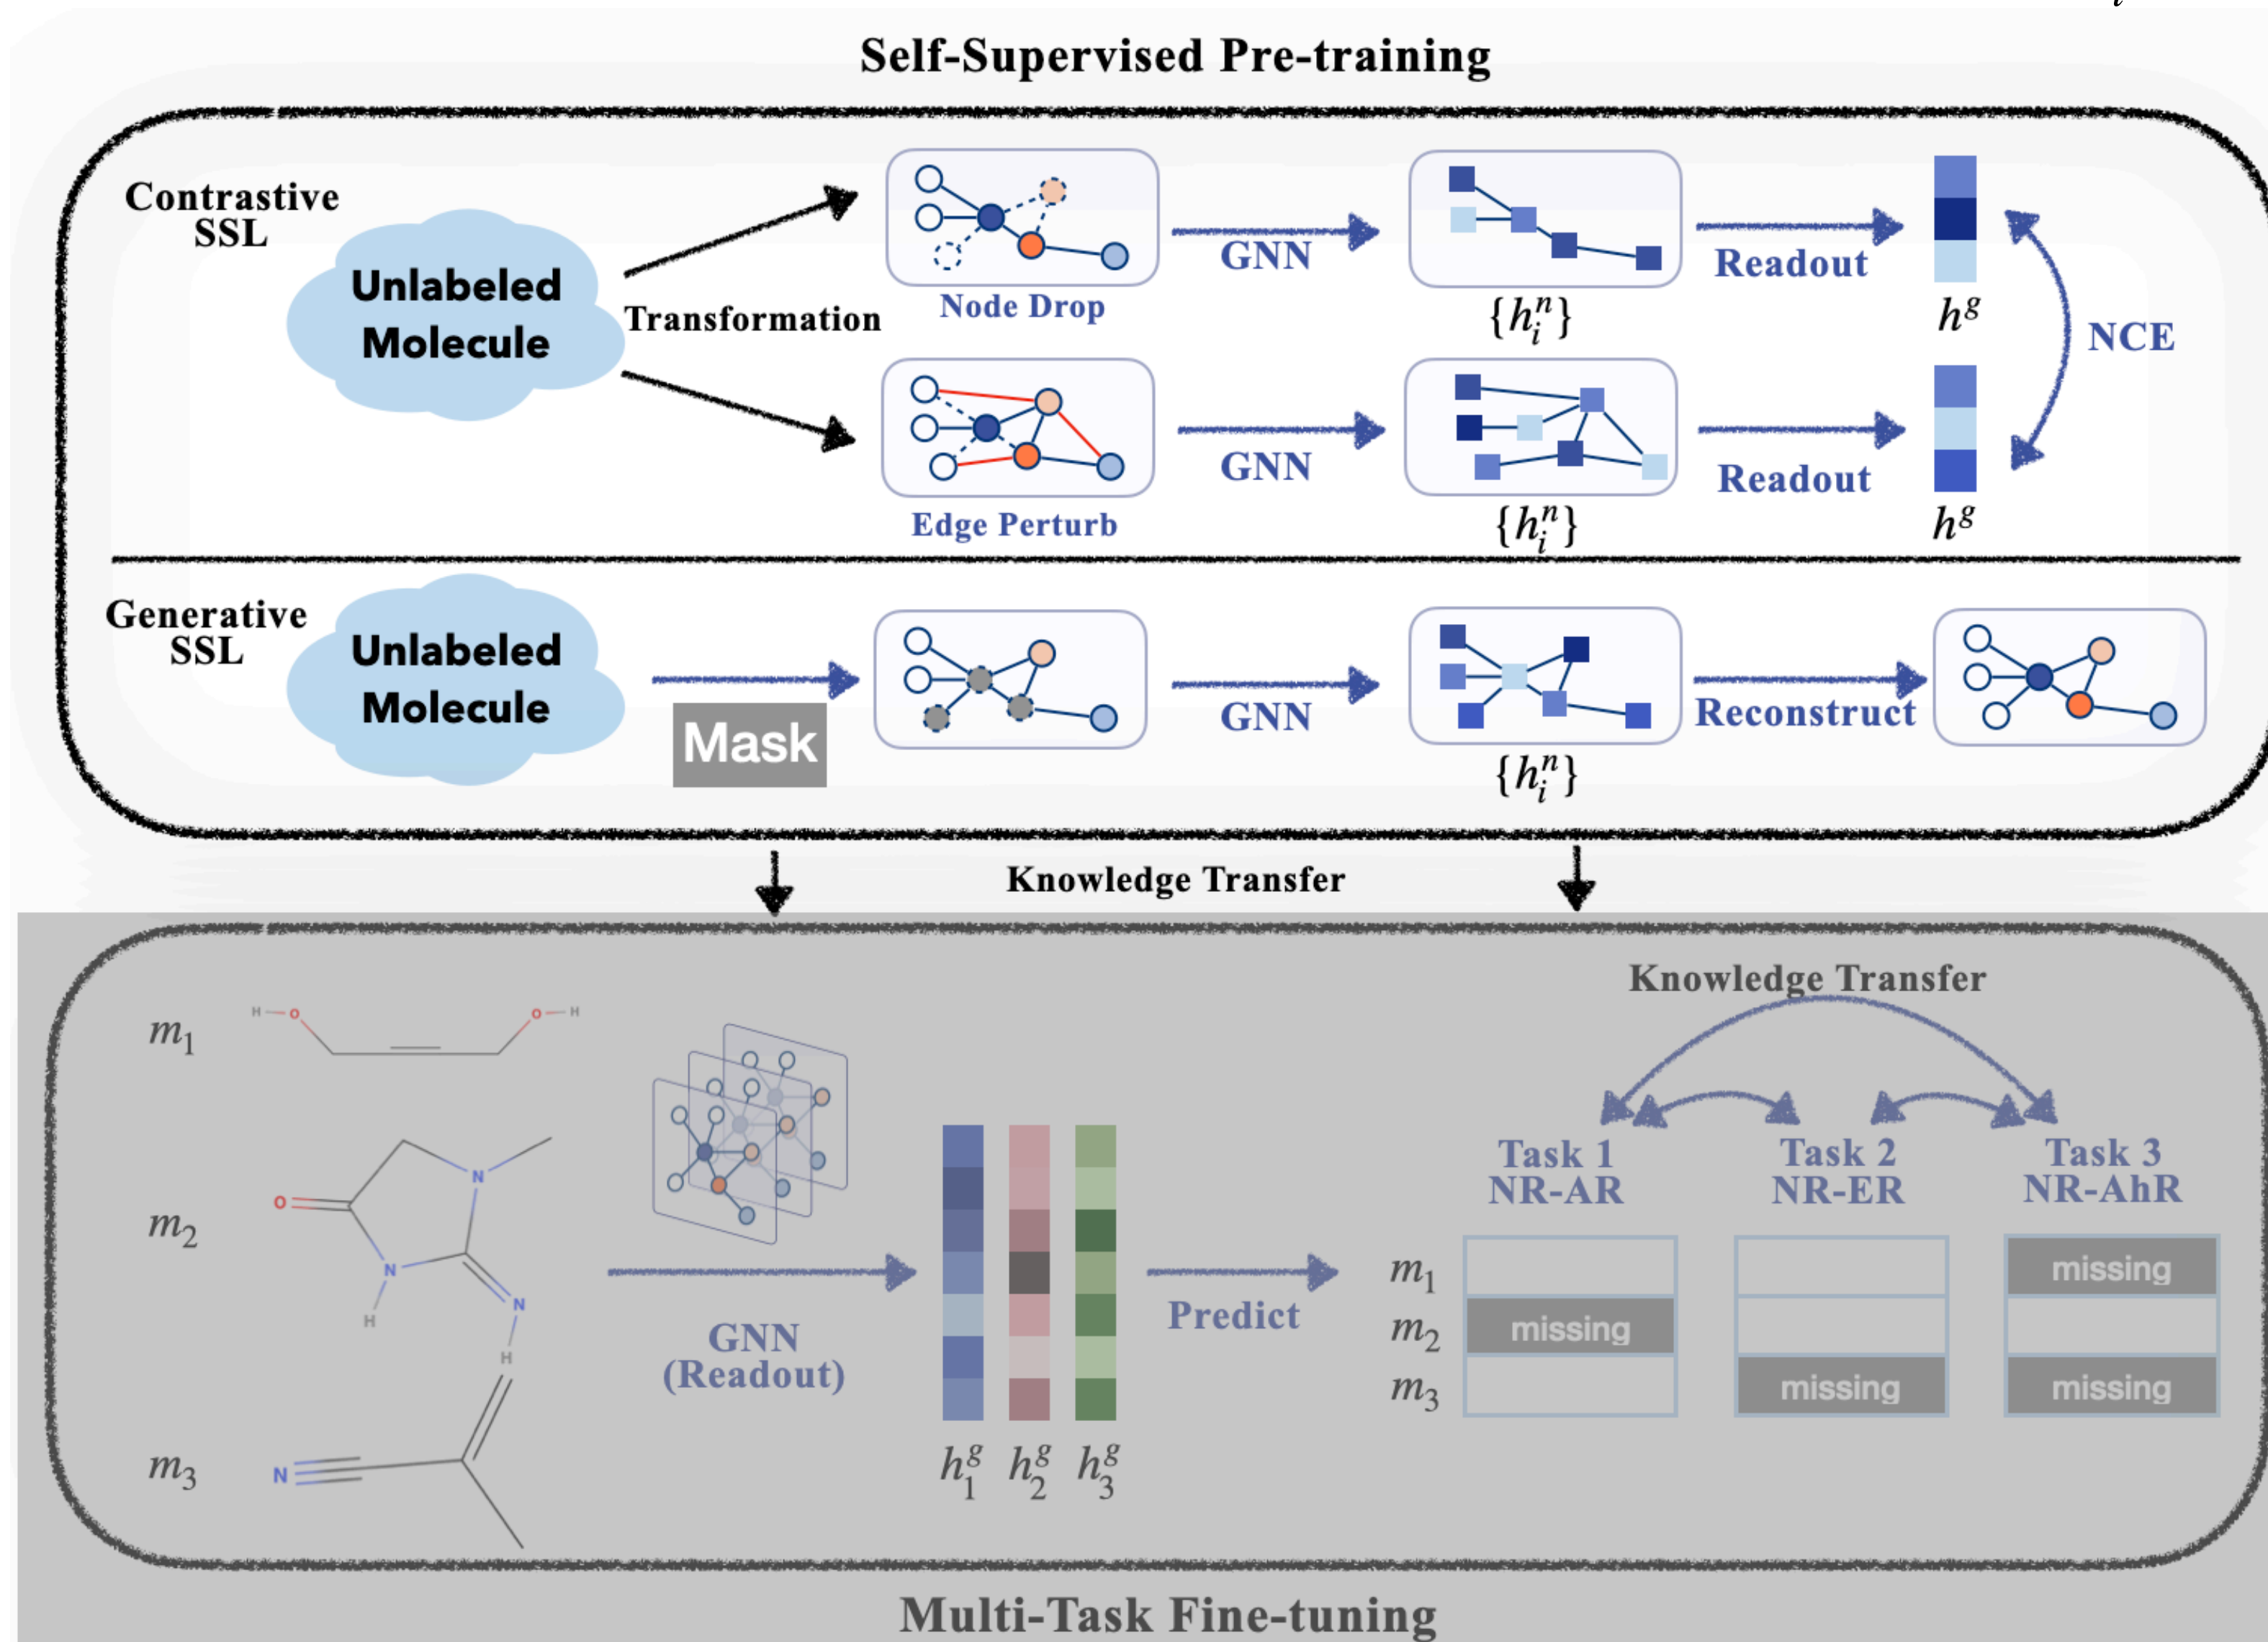 i
Self-Supervised Pre-training
Contrastive
SSL
Unlabeled
Molecule
Transformation
Node Drop
GNN
{h_i^n}
Readout
h^g
NCE
Edge Perturb
GNN
{h_i^n}
Readout
h^g
Generative
SSL
Unlabeled
Molecule
Mask
GNN
{h_i^n}
Reconstruct
Knowledge Transfer
Knowledge Transfer
m_1
H O O H
Task 1
NR-AR
Task 2
NR-ER
Task 3
NR-AhR
m_2
O N N H N H
GNN
(Readout)
Predict
m_1 missing
m_2 missing
m_3 missing missing
m_3
N
h_1^g h_2^g h_3^g
Multi-Task Fine-tuning